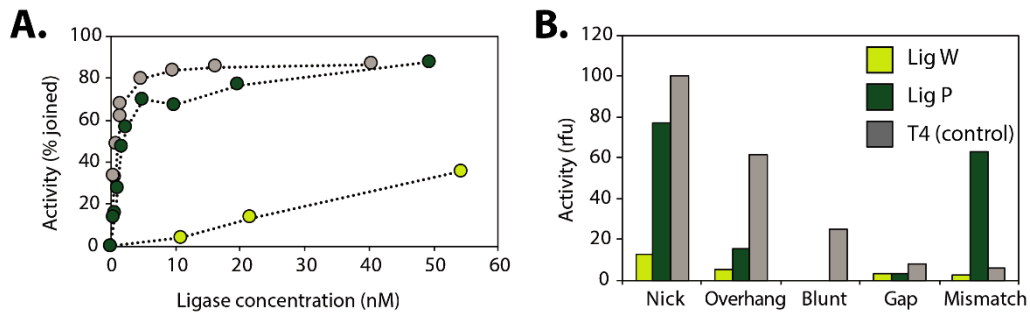 A.
Activity (% joined)
100
80
60
40
20
0
0 10 20 30 40 50 60
Ligase concentration (nM)
B.
Activity (rfu)
120
100
80
60
40
20
0
Lig W
Lig P
T4 (control)
Nick Overhang Blunt Gap Mismatch